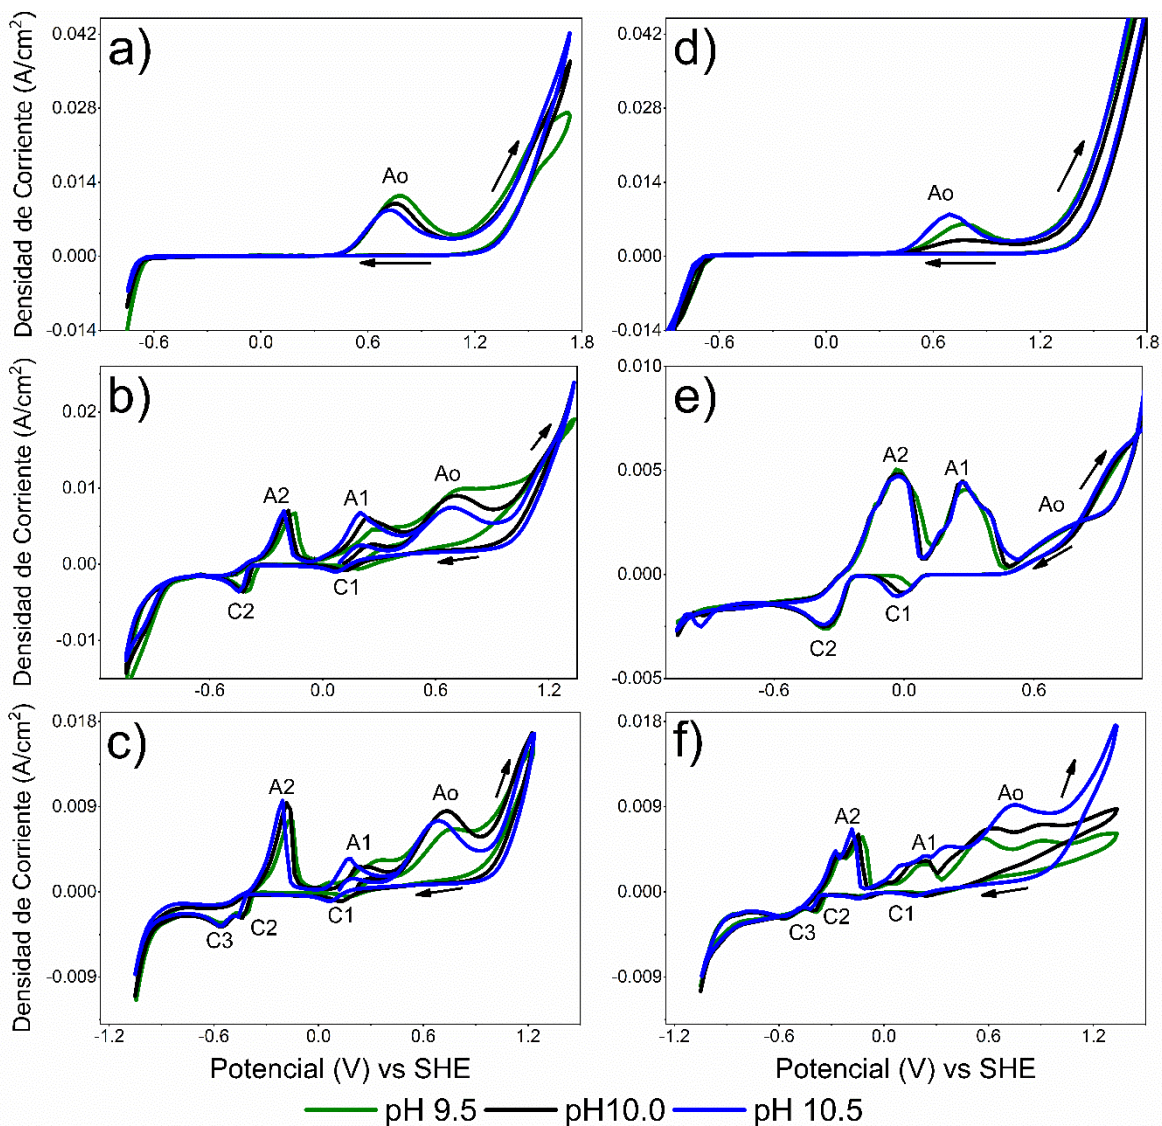 a)
Densidad de Corriente (A/cm²)
0.042
0.028
0.014
0.000
-0.014
Ao
-0.6 0.0 0.6 1.2 1.8
d)
0.042
0.028
0.014
0.000
-0.014
Ao
-0.6 0.0 0.6 1.2 1.8
b)
Densidad de Corriente (A/cm²)
0.02
0.01
0.00
-0.01
A2 A1 Ao
C2 C1
-0.6 0.0 0.6 1.2
e)
0.010
0.005
0.000
-0.005
A2 A1 Ao
C2 C1
-0.6 0.0 0.6
c)
Densidad de Corriente (A/cm²)
0.018
0.009
0.000
-0.009
A2 A1 Ao
C3 C2 C1
-1.2 -0.6 0.0 0.6 1.2
Potencial (V) vs SHE
f)
0.018
0.009
0.000
-0.009
A2 A1 Ao
C3 C2 C1
-1.2 -0.6 0.0 0.6 1.2
Potencial (V) vs SHE
pH 9.5 pH10.0 pH 10.5